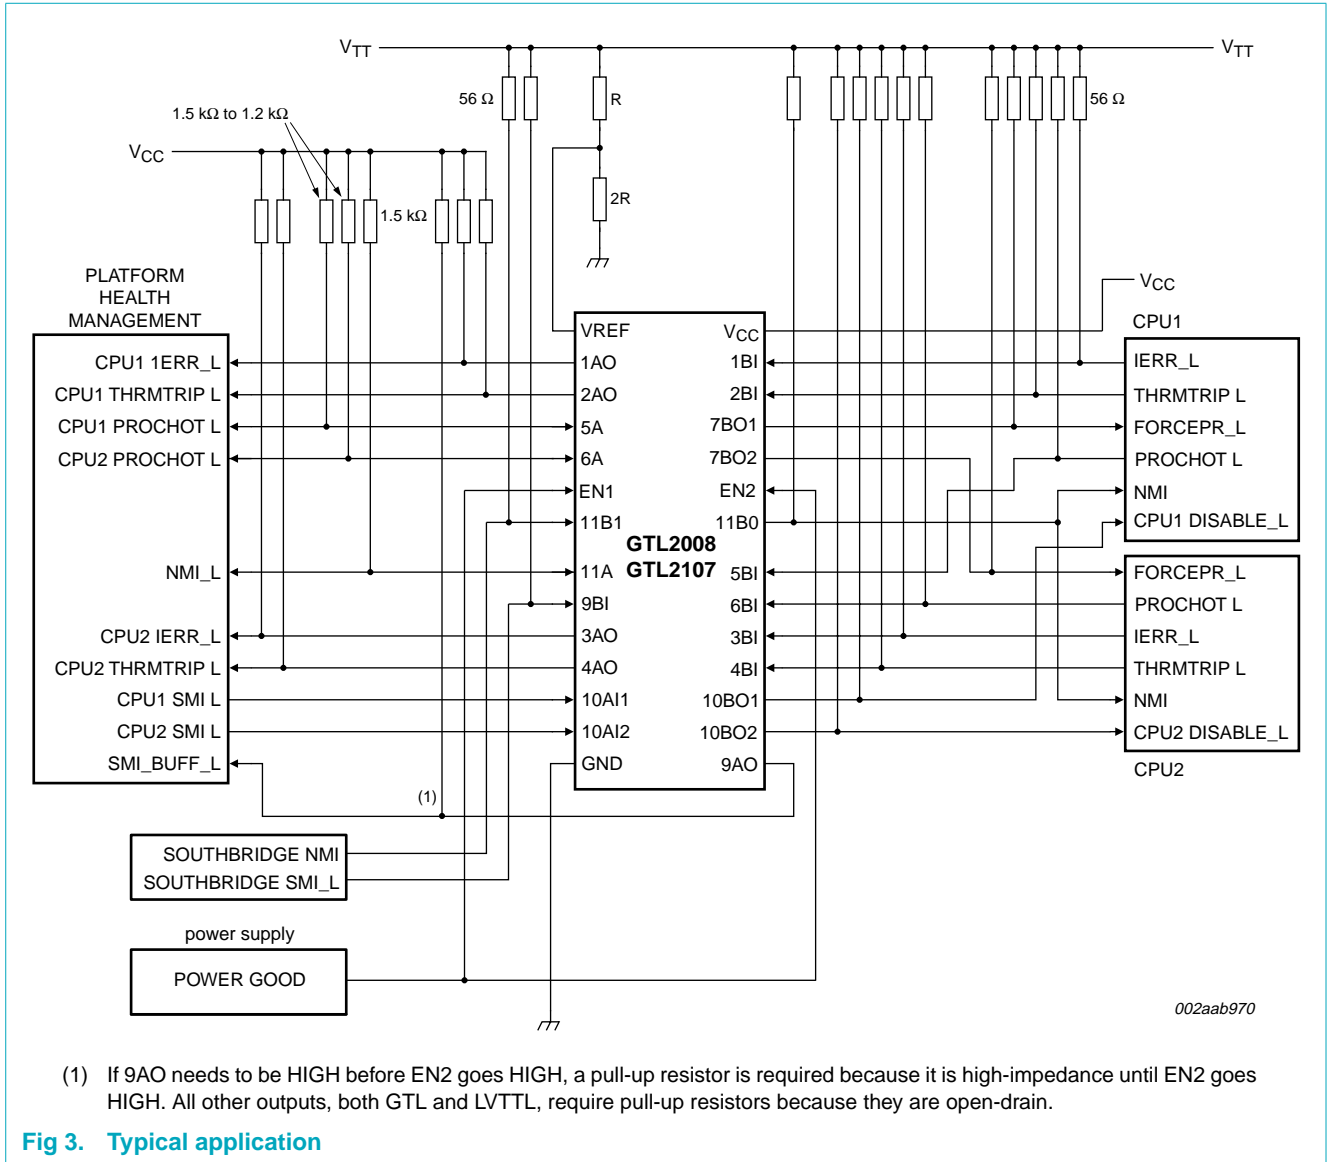 VTT
VTT
56 Ω
R
56 Ω
1.5 kΩ to 1.2 kΩ
VCC
2R
1.5 kΩ
PLATFORM
HEALTH
MANAGEMENT
VCC
CPU1
VREF
VCC
CPU1 1ERR_L
1AO
1BI
IERR_L
CPU1 THRMTRIP L
2AO
2BI
THRMTRIP L
CPU1 PROCHOT L
5A
7BO1
FORCEPR_L
CPU2 PROCHOT L
6A
7BO2
PROCHOT L
EN1
EN2
NMI
11B1
11B0
CPU1 DISABLE_L
GTL2008
GTL2107
NMI_L
11A
5BI
FORCEPR_L
9BI
6BI
PROCHOT L
CPU2 IERR_L
3AO
3BI
IERR_L
CPU2 THRMTRIP L
4AO
4BI
THRMTRIP L
CPU1 SMI L
10AI1
10BO1
NMI
CPU2 SMI L
10AI2
10BO2
CPU2 DISABLE_L
SMI_BUFF_L
GND
9AO
CPU2
(1)
SOUTHBRIDGE NMI
SOUTHBRIDGE SMI_L
power supply
POWER GOOD
002aab970
(1) If 9AO needs to be HIGH before EN2 goes HIGH, a pull-up resistor is required because it is high-impedance until EN2 goes
HIGH. All other outputs, both GTL and LVTTL, require pull-up resistors because they are open-drain.
Fig 3. Typical application